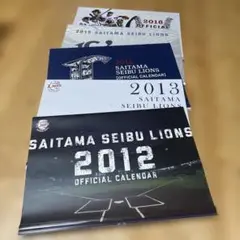 2016
OFFICIAL
2015 SAITAMA SEIBU LIONS
SAITAMA
SEIBU LIONS
OFFICIAL CALENDAR
2013
SAITAMA
SEIBU LIONS
SAITAMA SEIBU LIONS
2012
OFFICIAL CALENDAR